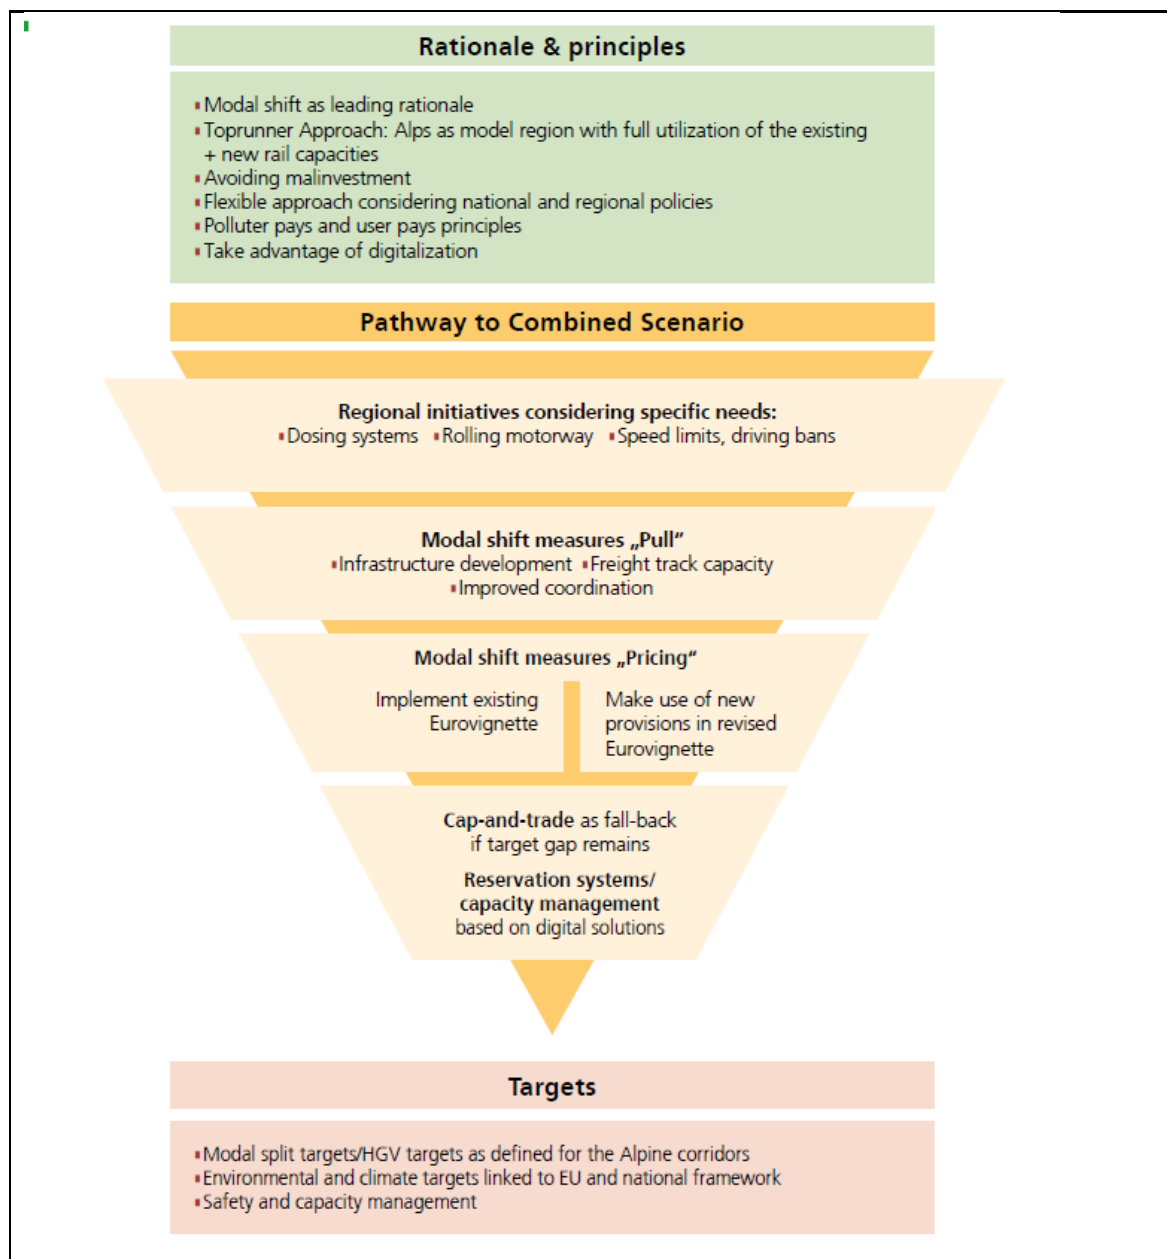 Rationale & principles
▪Modal shift as leading rationale
▪Toprunner Approach: Alps as model region with full utilization of the existing
+ new rail capacities
▪Avoiding malinvestment
▪Flexible approach considering national and regional policies
▪Polluter pays and user pays principles
▪Take advantage of digitalization
Pathway to Combined Scenario
Regional initiatives considering specific needs:
▪Dosing systems ▪Rolling motorway ▪Speed limits, driving bans
Modal shift measures „Pull“
▪Infrastructure development ▪Freight track capacity
▪Improved coordination
Modal shift measures „Pricing“
Implement existing
Eurovignette
Make use of new
provisions in revised
Eurovignette
Cap-and-trade as fall-back
if target gap remains
Reservation systems/
capacity management
based on digital solutions
Targets
▪Modal split targets/HGV targets as defined for the Alpine corridors
▪Environmental and climate targets linked to EU and national framework
▪Safety and capacity management